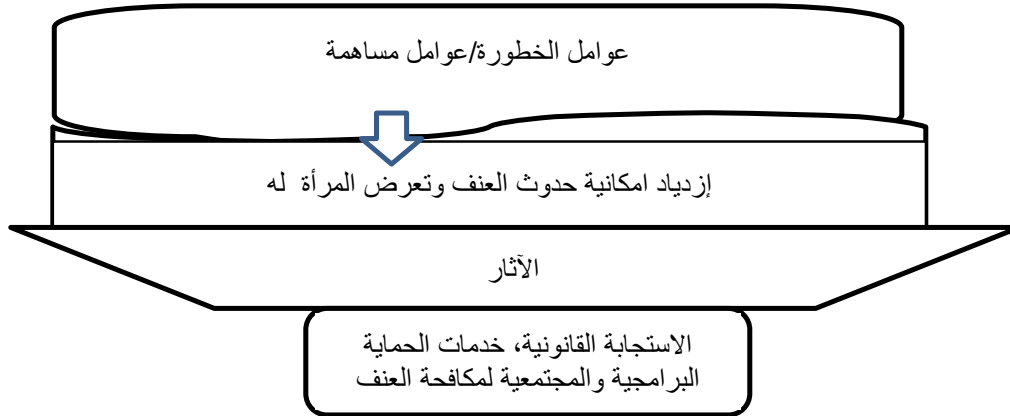 عوامل الخطورة/عوامل مساهمة
إزدياد امكانية حدوث العنف وتعرض المرأة له
الآثار
الاستجابة القانونية، خدمات الحماية
البرامجية والمجتمعية لمكافحة العنف